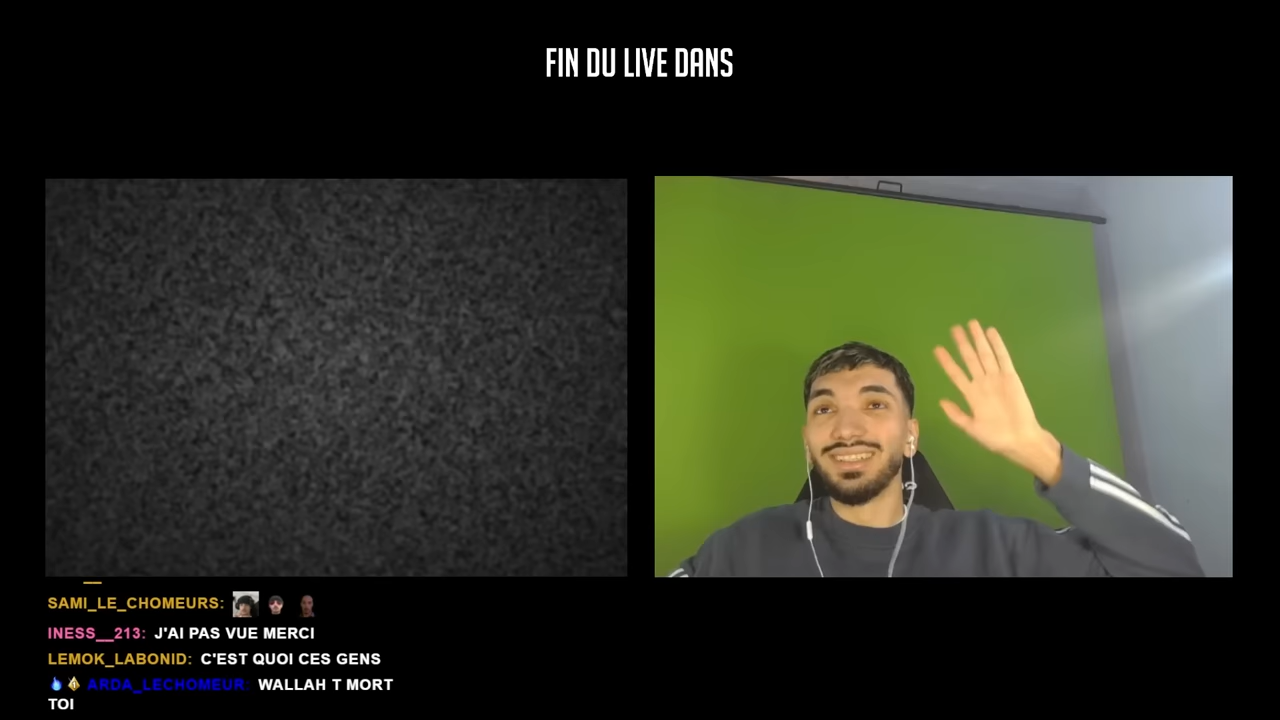 FIN DU LIVE DANS
SAMI_LE_CHOMEURS:
INESS__213: J'AI PAS VUE MERCI
LEMOK_LABONID: C'EST QUOI CES GENS
ARDA_LECHOMEUR: WALLAH T MORT
TOI